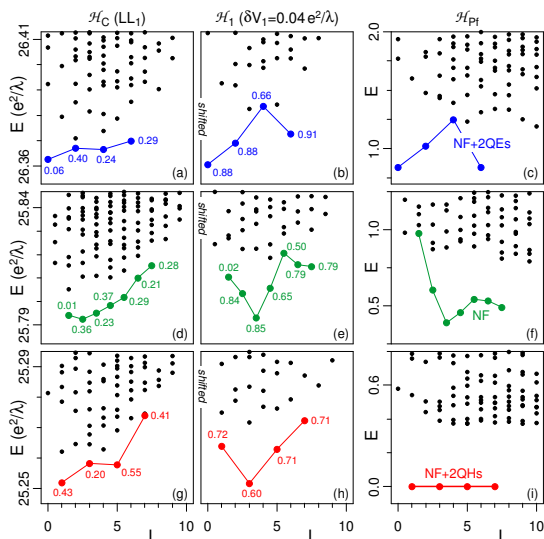 ℋC (LL1)
ℋ1 (δV1=0.04 e²/λ)
ℋPf
26.41
26.36
E (e²/λ)
0.06
0.40
0.24
0.29
(a)
shifted
0.66
0.88
0.88
0.91
(b)
2.0
1.0
E
NF+2QEs
(c)
25.84
25.79
E (e²/λ)
0.01
0.36
0.37
0.23
0.29
0.21
0.28
(d)
shifted
0.02
0.84
0.85
0.65
0.50
0.79
0.79
(e)
1.0
0.5
E
NF
(f)
25.29
25.25
E (e²/λ)
0.43
0.20
0.55
0.41
(g)
shifted
0.72
0.60
0.71
0.71
(h)
0.6
0.0
E
NF+2QHs
(i)
0 5 10
0 5 10
0 5 10